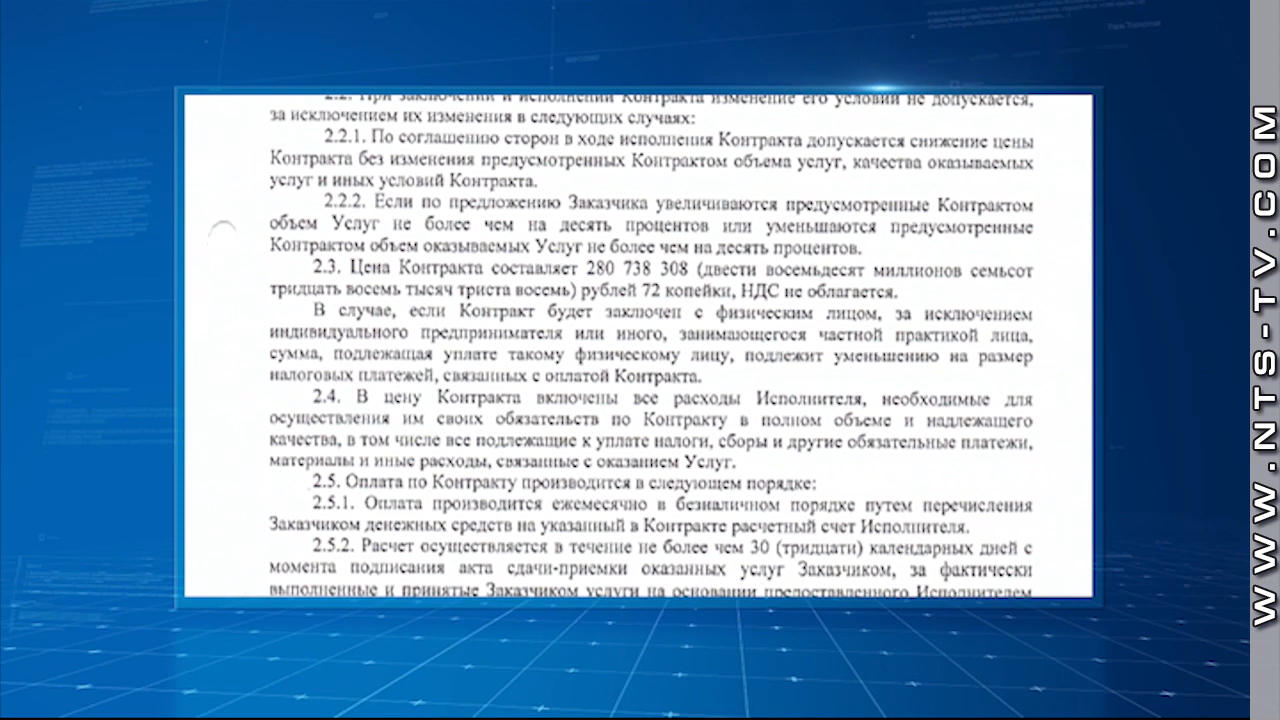 2.2. При заключении и исполнении Контракта изменение его условий не допускается,
за исключением их изменения в следующих случаях:
2.2.1. По соглашению сторон в ходе исполнения Контракта допускается снижение цены
Контракта без изменения предусмотренных Контрактом объема услуг, качества оказываемых
услуг и иных условий Контракта.
2.2.2. Если по предложению Заказчика увеличиваются предусмотренные Контрактом
объем Услуг не более чем на десять процентов или уменьшаются предусмотренные
Контрактом объем оказываемых Услуг не более чем на десять процентов.
2.3. Цена Контракта составляет 280 738 308 (двести восемьдесят миллионов семьсот
тридцать восемь тысяч триста восемь) рублей 72 копейки, НДС не облагается.
В случае, если Контракт будет заключен с физическим лицом, за исключением
индивидуального предпринимателя или иного, занимающегося частной практикой лица,
сумма, подлежащая уплате такому физическому лицу, подлежит уменьшению на размер
налоговых платежей, связанных с оплатой Контракта.
2.4. В цену Контракта включены все расходы Исполнителя, необходимые для
осуществления им своих обязательств по Контракту в полном объеме и надлежащего
качества, в том числе все подлежащие к уплате налоги, сборы и другие обязательные платежи,
материалы и иные расходы, связанные с оказанием Услуг.
2.5. Оплата по Контракту производится в следующем порядке:
2.5.1. Оплата производится ежемесячно в безналичном порядке путем перечисления
Заказчиком денежных средств на указанный в Контракте расчетный счет Исполнителя.
2.5.2. Расчет осуществляется в течение не более чем 30 (тридцати) календарных дней с
момента подписания акта сдачи-приемки оказанных услуг Заказчиком, за фактически
выполненные и принятые Заказчиком услуги на основании предоставленного Исполнителем
WWW.NTS-TV.COM